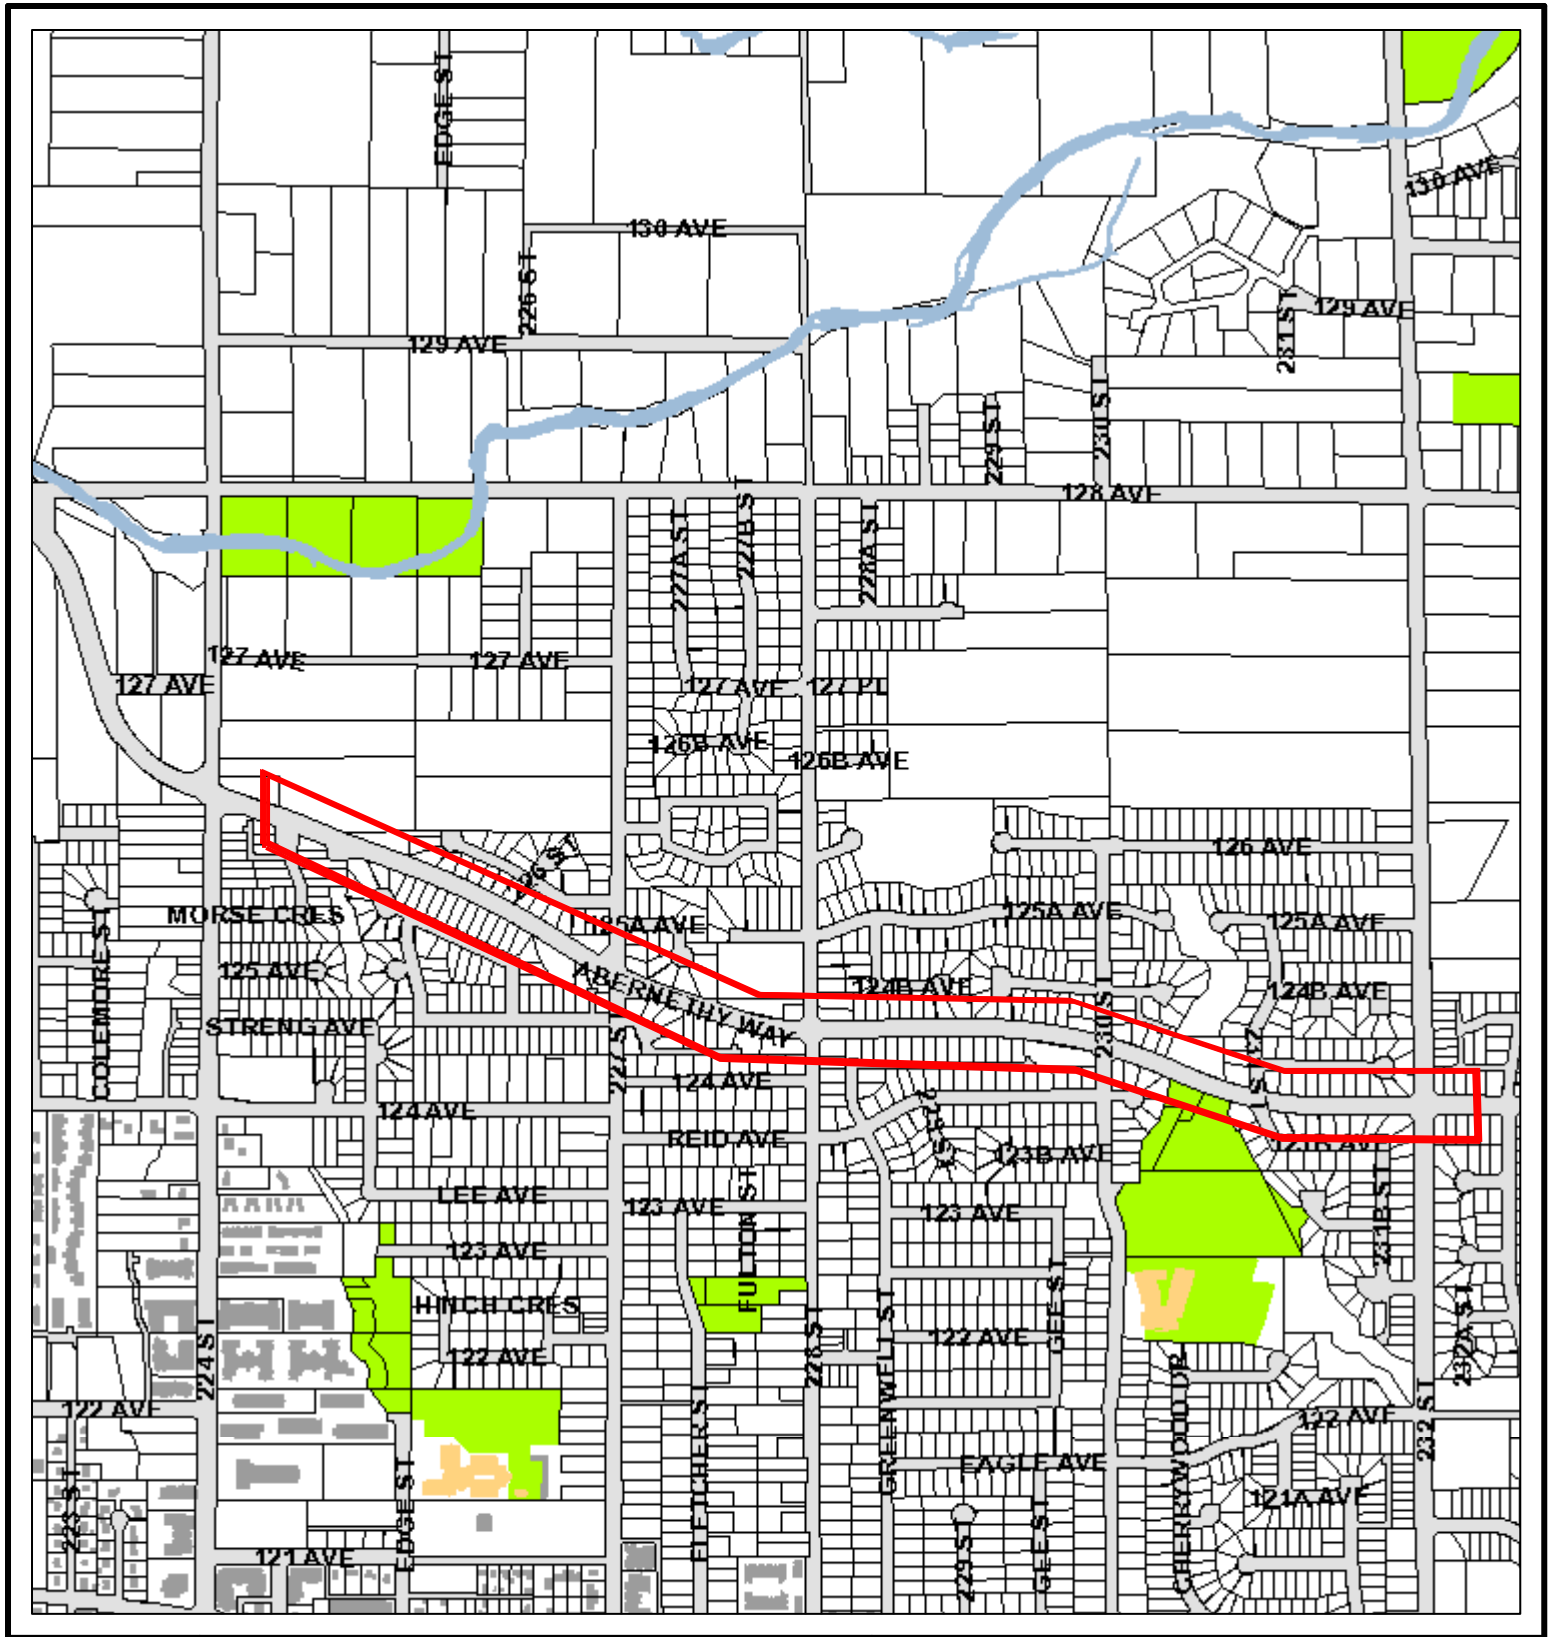 EDGE ST
130 AVE
130 AVE
226 ST
129 AVE
231 ST
129 AVE
230 ST
229 ST
128 AVE
227A ST
227B ST
228A ST
127 AVE
127 AVE
127 AVE
127 AVE
127 PL
126B AVE
126B AVE
126 AVE
MORSE CRES
125A AVE
125A AVE
125A AVE
COLEMORE ST
125 AVE
ABERNETHY WAY
124B AVE
124B AVE
STRENG AVE
230 ST
227 S
124 AVE
124 AVE
REID AVE
123B AVE
LEE AVE
123 AVE
FULTON ST
123 AVE
231B ST
123 AVE
HINCH CRES
122 AVE
122 AVE
GEE ST
224 ST
228 ST
GREENWELL ST
232A ST
122 AVE
122 AVE
FLETCHER ST
CHERRYWOOD DR
232 ST
EAGLE AVE
121A AVE
223 ST
EDGE ST
121 AVE
229 ST
GEE ST